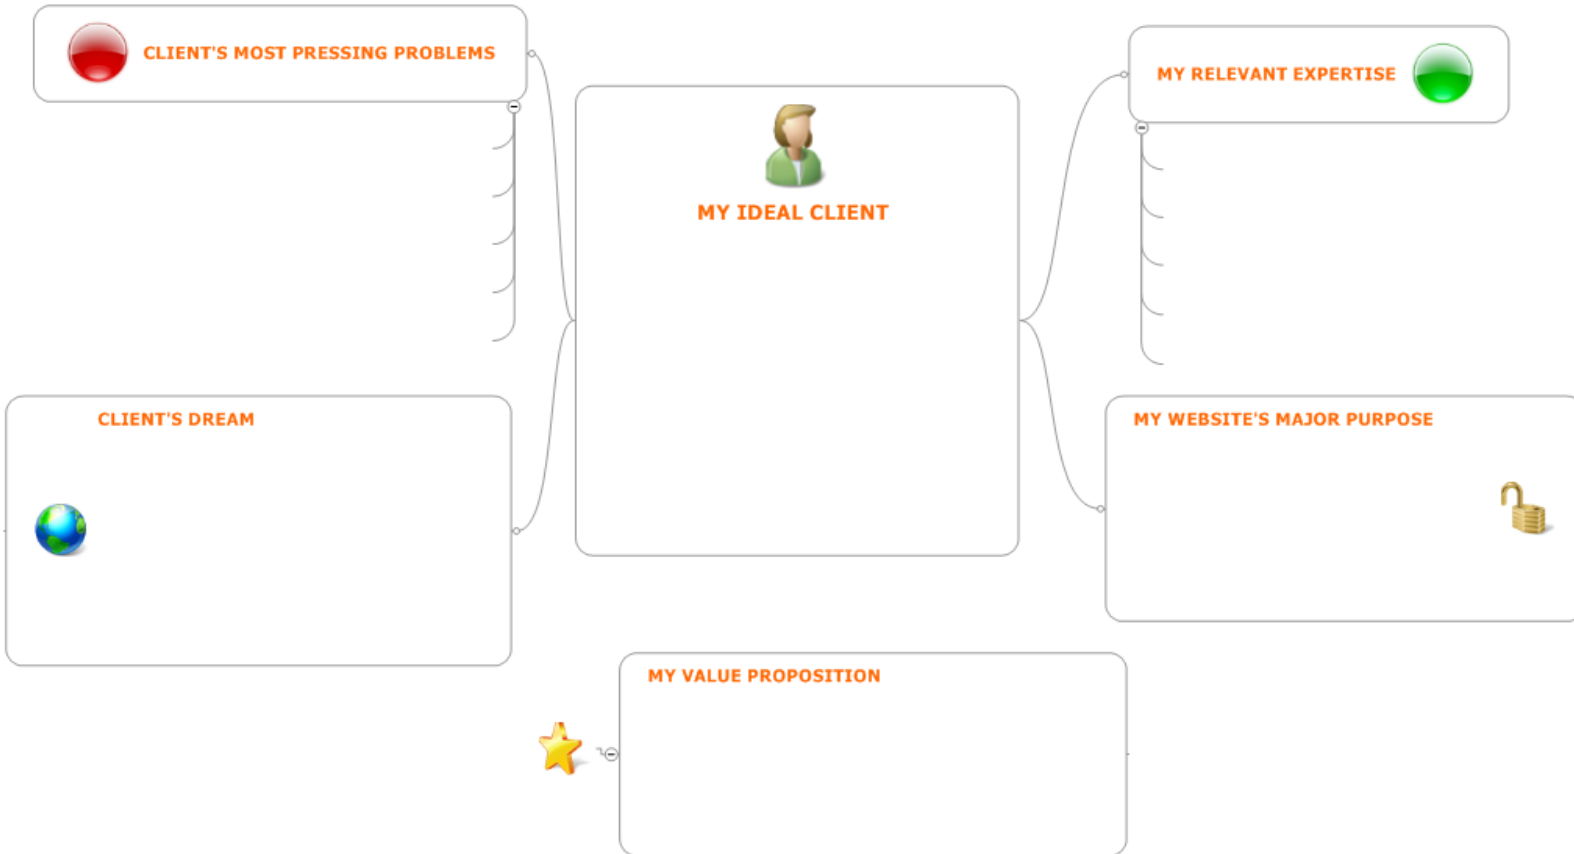 CLIENT'S MOST PRESSING PROBLEMS
MY RELEVANT EXPERTISE
MY IDEAL CLIENT
CLIENT'S DREAM
MY WEBSITE'S MAJOR PURPOSE
MY VALUE PROPOSITION